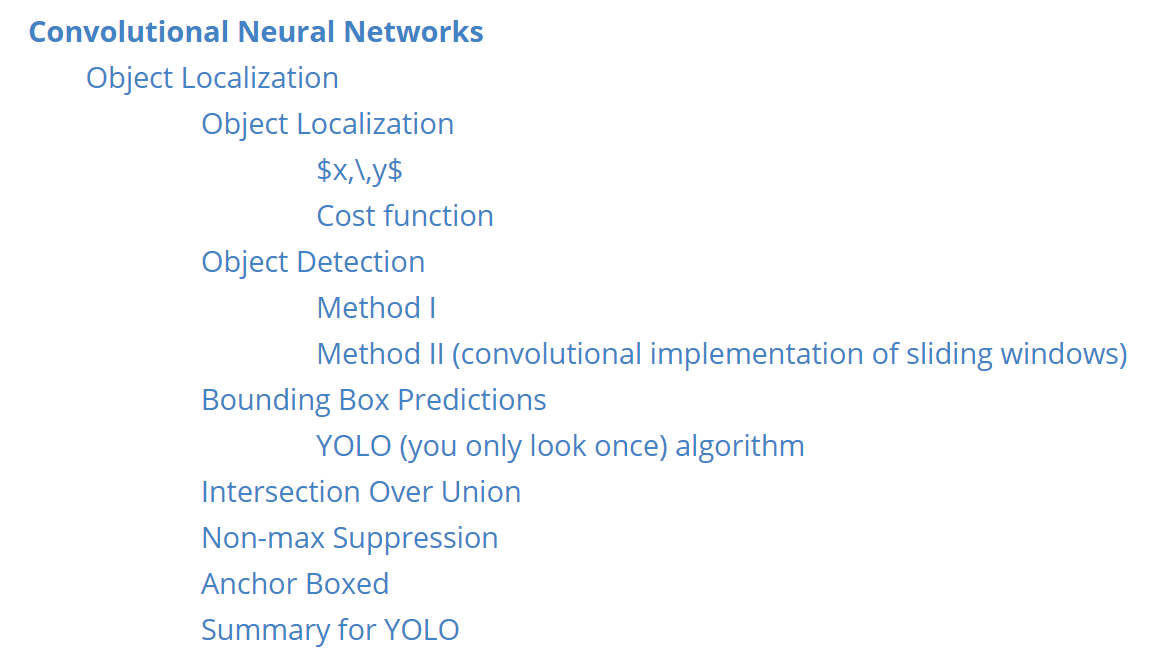 Convolutional Neural Networks
Object Localization
Object Localization
$x,\,y$
Cost function
Object Detection
Method I
Method II (convolutional implementation of sliding windows)
Bounding Box Predictions
YOLO (you only look once) algorithm
Intersection Over Union
Non-max Suppression
Anchor Boxed
Summary for YOLO